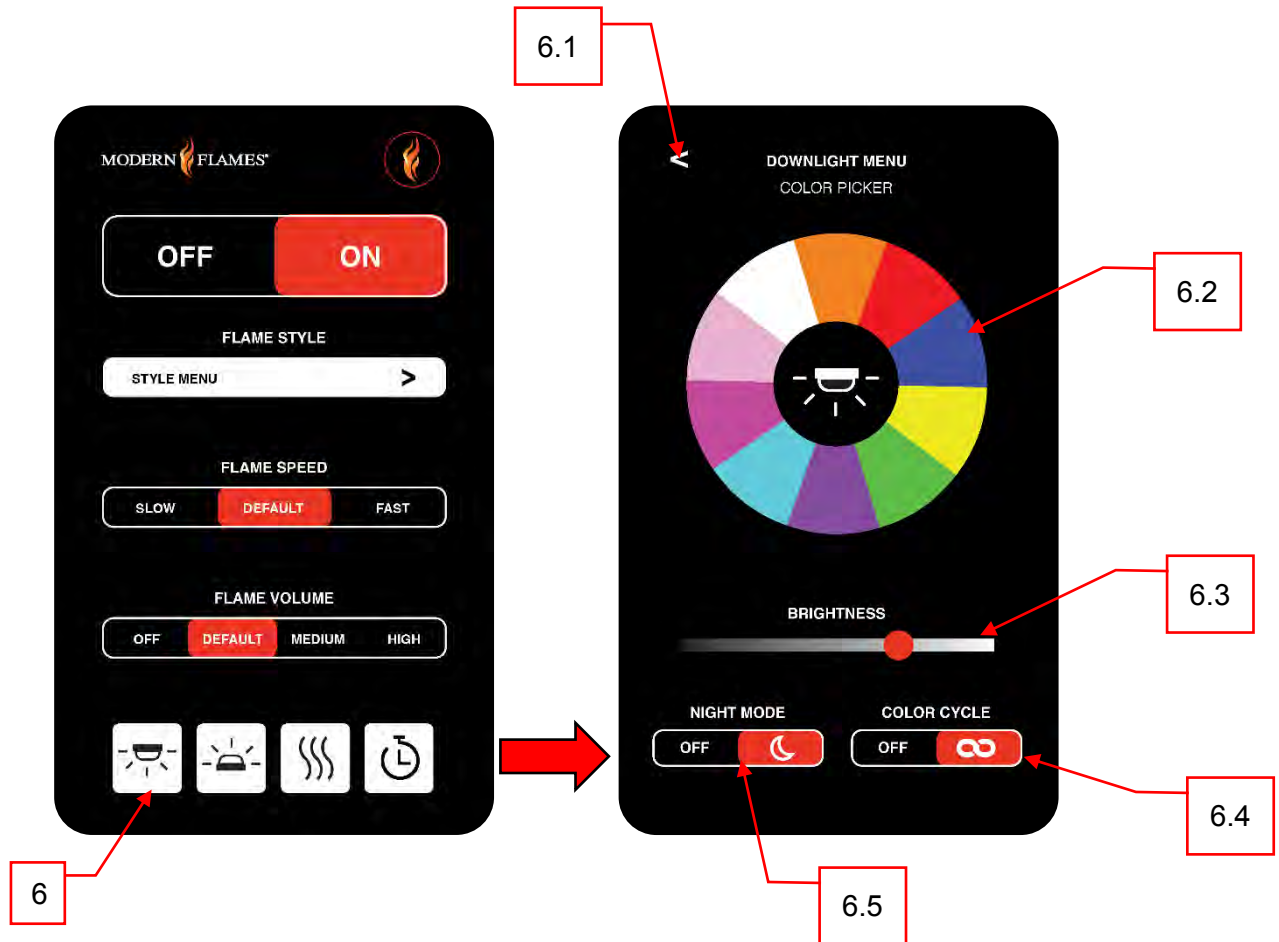 6.1
MODERN FLAMES®
OFF ON
FLAME STYLE
STYLE MENU >
FLAME SPEED
SLOW DEFAULT FAST
FLAME VOLUME
OFF DEFAULT MEDIUM HIGH
6
<
DOWNLIGHT MENU
COLOR PICKER
6.2
BRIGHTNESS
6.3
NIGHT MODE COLOR CYCLE
OFF OFF
6.4
6.5